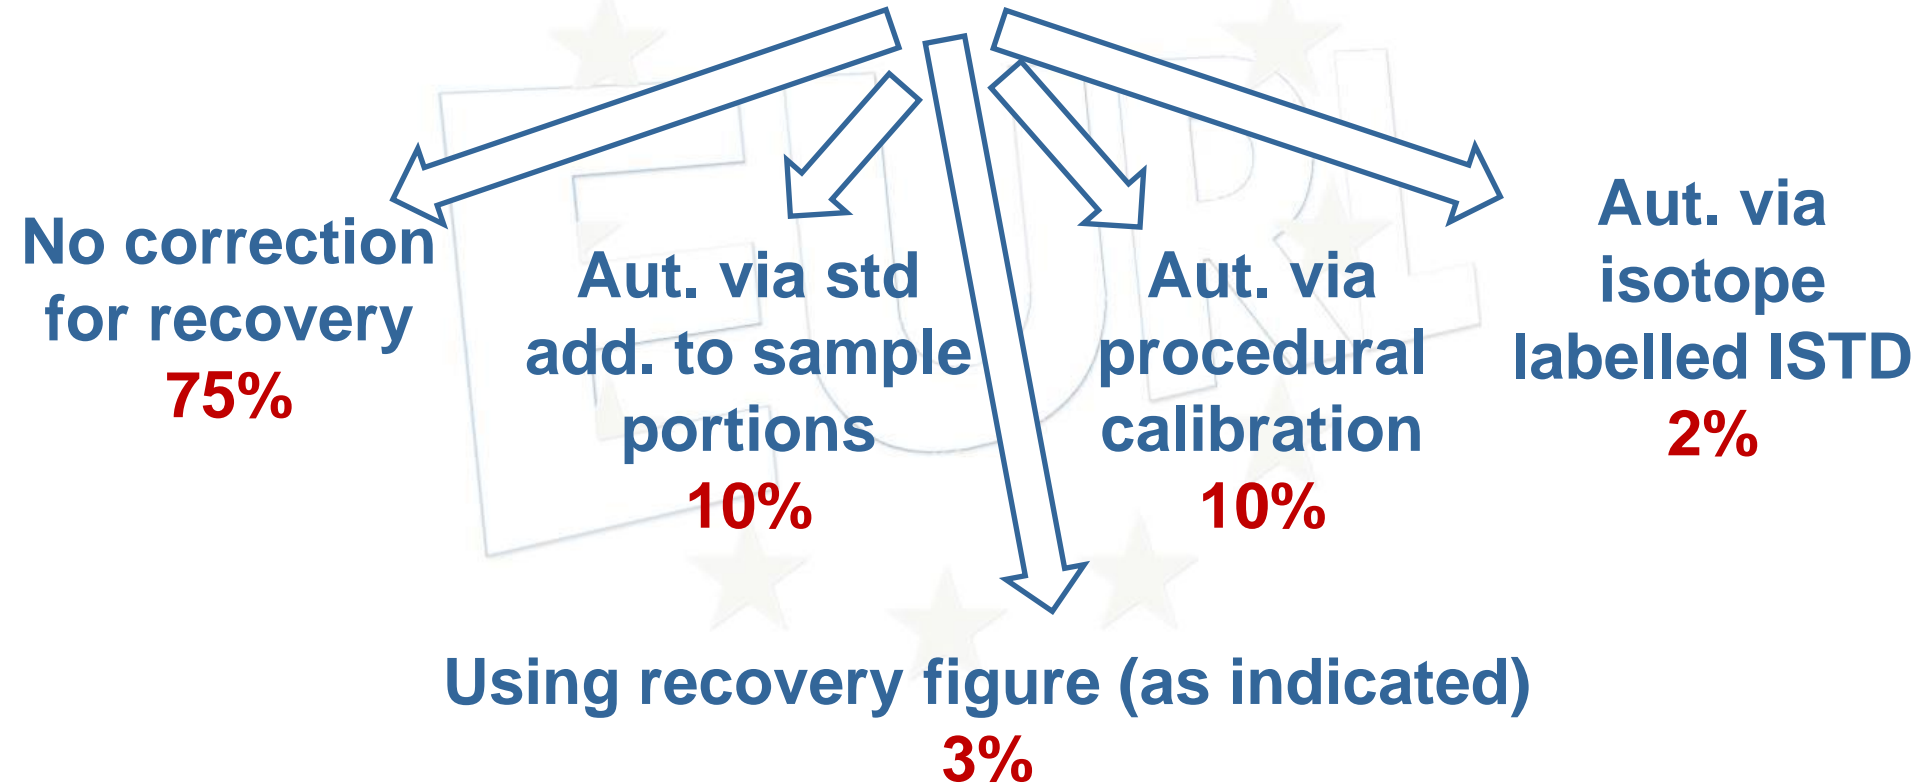 No correction
for recovery
75%
Aut. via std
add. to sample
portions
10%
Aut. via
procedural
calibration
10%
Aut. via
isotope
labelled ISTD
2%
Using recovery figure (as indicated)
3%
EURL